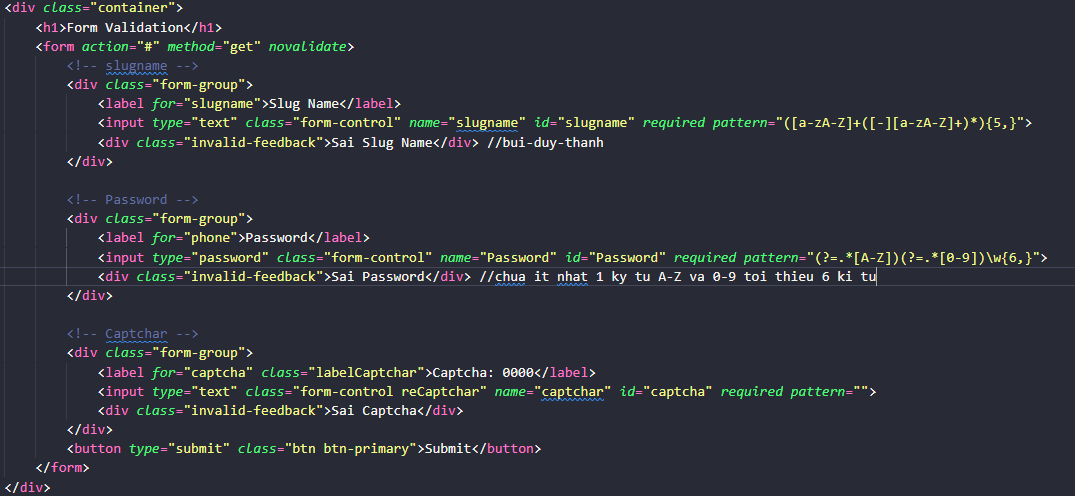 <div class="container">
<h1>Form Validation</h1>
<form action="#" method="get" novalidate>
<!-- slugname -->
<div class="form-group">
<label for="slugname">Slug Name</label>
<input type="text" class="form-control" name="slugname" id="slugname" required pattern="([a-zA-Z]+([-][a-zA-Z]+)*){5,}">
<div class="invalid-feedback">Sai Slug Name</div> //bui-duy-thanh
</div>
<!-- Password -->
<div class="form-group">
<label for="phone">Password</label>
<input type="password" class="form-control" name="Password" id="Password" required pattern="(?=.*[A-Z])(?=.*[0-9])\w{6,}">
<div class="invalid-feedback">Sai Password</div> //chua it nhat 1 ky tu A-Z va 0-9 toi thieu 6 ki tu
</div>
<!-- Captchar -->
<div class="form-group">
<label for="captcha" class="labelCaptchar">Captcha: 0000</label>
<input type="text" class="form-control reCaptchar" name="captchar" id="captcha" required pattern="">
<div class="invalid-feedback">Sai Captcha</div>
</div>
<button type="submit" class="btn btn-primary">Submit</button>
</form>
</div>